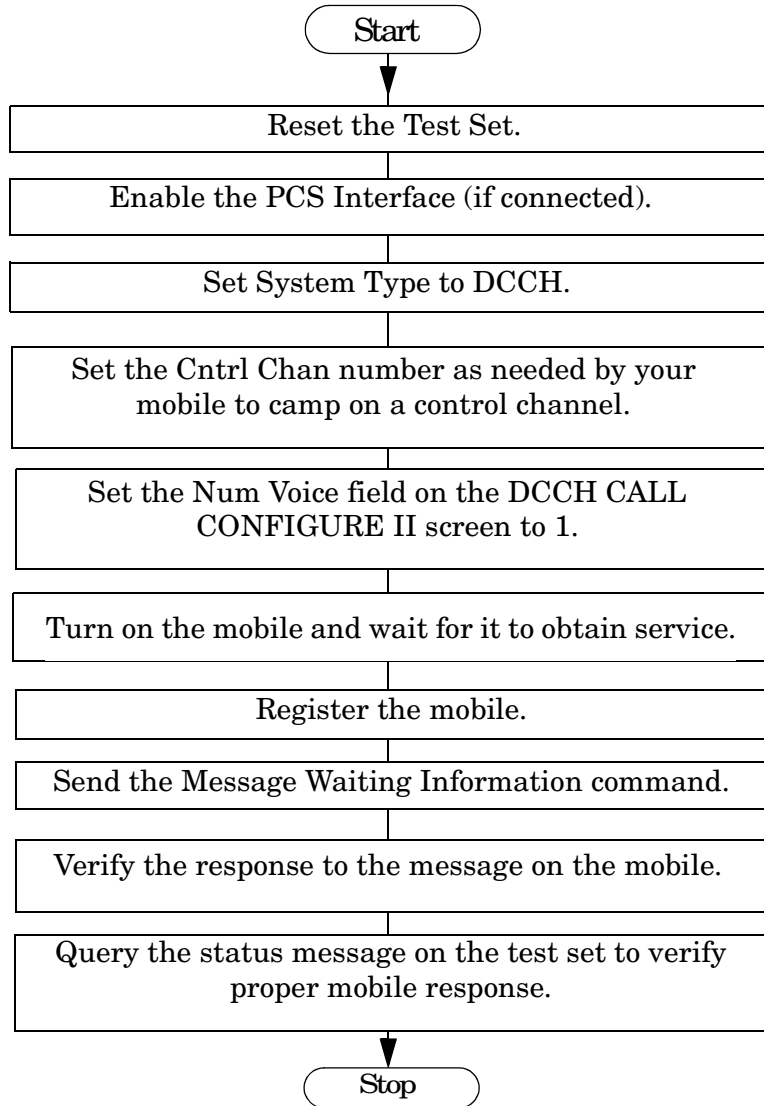 Start
Reset the Test Set.
Enable the PCS Interface (if connected).
Set System Type to DCCH.
Set the Cntrl Chan number as needed by your
mobile to camp on a control channel.
Set the Num Voice field on the DCCH CALL
CONFIGURE II screen to 1.
Turn on the mobile and wait for it to obtain service.
Register the mobile.
Send the Message Waiting Information command.
Verify the response to the message on the mobile.
Query the status message on the test set to verify
proper mobile response.
Stop